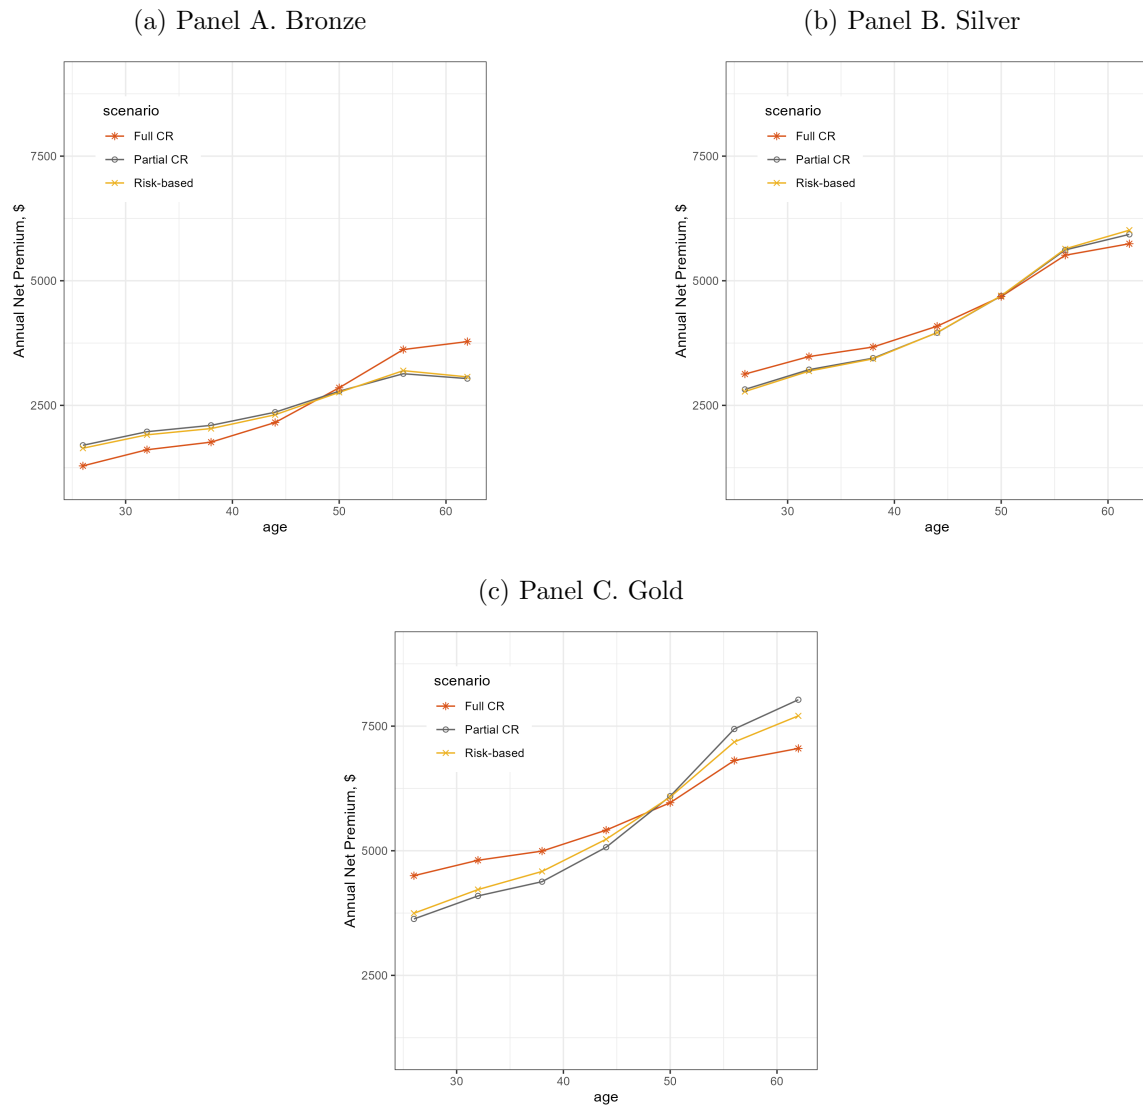 (a) Panel A. Bronze
scenario
Full CR
Partial CR
Risk-based
Annual Net Premium, $
7500
5000
2500
30 40 50 60
age
(b) Panel B. Silver
scenario
Full CR
Partial CR
Risk-based
Annual Net Premium, $
7500
5000
2500
30 40 50 60
age
(c) Panel C. Gold
scenario
Full CR
Partial CR
Risk-based
Annual Net Premium, $
7500
5000
2500
30 40 50 60
age